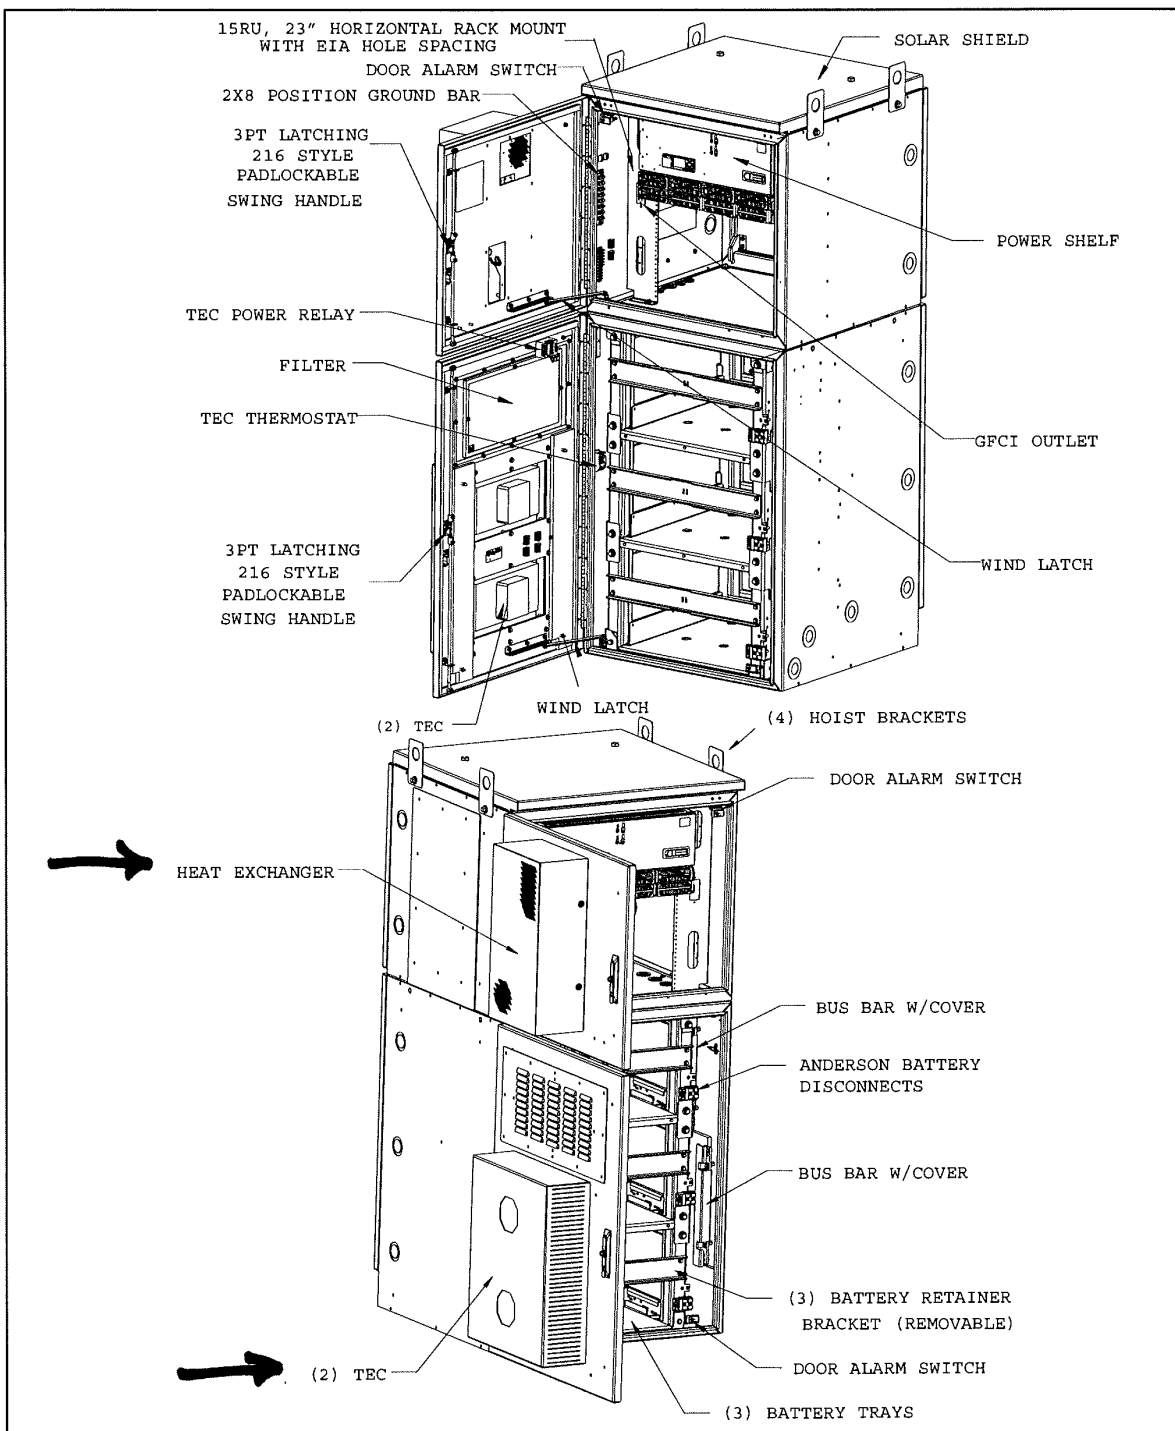 15RU, 23" HORIZONTAL RACK MOUNT
WITH EIA HOLE SPACING
DOOR ALARM SWITCH
2X8 POSITION GROUND BAR
3PT LATCHING
216 STYLE
PADLOCKABLE
SWING HANDLE
SOLAR SHIELD
POWER SHELF
TEC POWER RELAY
FILTER
TEC THERMOSTAT
GFCI OUTLET
3PT LATCHING
216 STYLE
PADLOCKABLE
SWING HANDLE
WIND LATCH
(2) TEC
WIND LATCH
(4) HOIST BRACKETS
DOOR ALARM SWITCH
HEAT EXCHANGER
BUS BAR W/COVER
ANDERSON BATTERY
DISCONNECTS
BUS BAR W/COVER
(3) BATTERY RETAINER
BRACKET (REMOVABLE)
(2) TEC
DOOR ALARM SWITCH
(3) BATTERY TRAYS